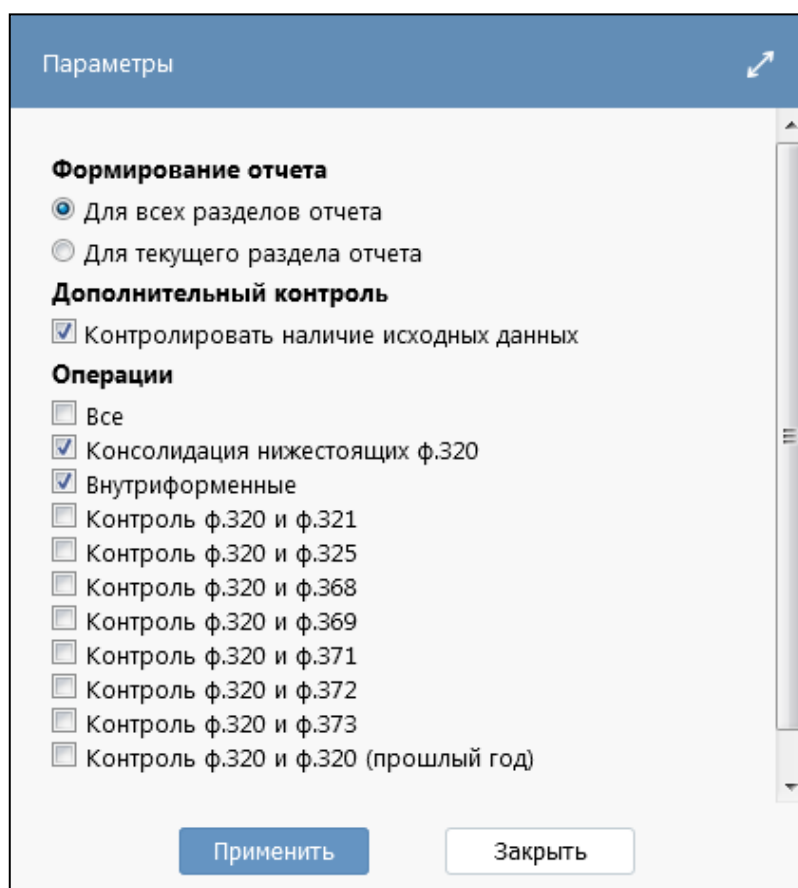 Параметры
Формирование отчета
Для всех разделов отчета
Для текущего раздела отчета
Дополнительный контроль
Контролировать наличие исходных данных
Операции
Все
Консолидация нижестоящих ф.320
Внутриформенные
Контроль ф.320 и ф.321
Контроль ф.320 и ф.325
Контроль ф.320 и ф.368
Контроль ф.320 и ф.369
Контроль ф.320 и ф.371
Контроль ф.320 и ф.372
Контроль ф.320 и ф.373
Контроль ф.320 и ф.320 (прошлый год)
Применить Закрыть